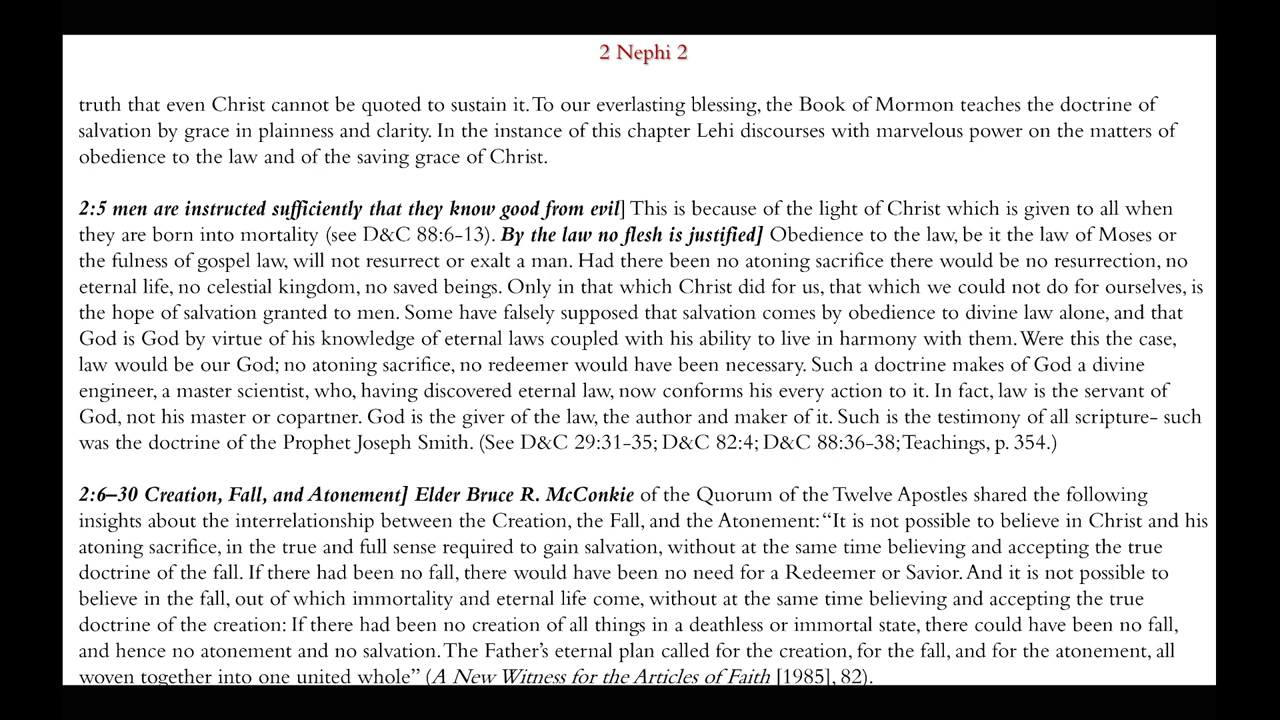 2 Nephi 2
truth that even Christ cannot be quoted to sustain it. To our everlasting blessing, the Book of Mormon teaches the doctrine of
salvation by grace in plainness and clarity. In the instance of this chapter Lehi discourses with marvelous power on the matters of
obedience to the law and of the saving grace of Christ.
2:5 men are instructed sufficiently that they know good from evil] This is because of the light of Christ which is given to all when
they are born into mortality (see D&C 88:6-13). By the law no flesh is justified] Obedience to the law, be it the law of Moses or
the fulness of gospel law, will not resurrect or exalt a man. Had there been no atoning sacrifice there would be no resurrection, no
eternal life, no celestial kingdom, no saved beings. Only in that which Christ did for us, that which we could not do for ourselves, is
the hope of salvation granted to men. Some have falsely supposed that salvation comes by obedience to divine law alone, and that
God is God by virtue of his knowledge of eternal laws coupled with his ability to live in harmony with them. Were this the case,
law would be our God; no atoning sacrifice, no redeemer would have been necessary. Such a doctrine makes of God a divine
engineer, a master scientist, who, having discovered eternal law, now conforms his every action to it. In fact, law is the servant of
God, not his master or copartner. God is the giver of the law, the author and maker of it. Such is the testimony of all scripture- such
was the doctrine of the Prophet Joseph Smith. (See D&C 29:31-35; D&C 82:4; D&C 88:36-38; Teachings, p. 354.)
2:6–30 Creation, Fall, and Atonement] Elder Bruce R. McConkie of the Quorum of the Twelve Apostles shared the following
insights about the interrelationship between the Creation, the Fall, and the Atonement: “It is not possible to believe in Christ and his
atoning sacrifice, in the true and full sense required to gain salvation, without at the same time believing and accepting the true
doctrine of the fall. If there had been no fall, there would have been no need for a Redeemer or Savior. And it is not possible to
believe in the fall, out of which immortality and eternal life come, without at the same time believing and accepting the true
doctrine of the creation: If there had been no creation of all things in a deathless or immortal state, there could have been no fall,
and hence no atonement and no salvation. The Father’s eternal plan called for the creation, for the fall, and for the atonement, all
woven together into one united whole” (A New Witness for the Articles of Faith [1985], 82).